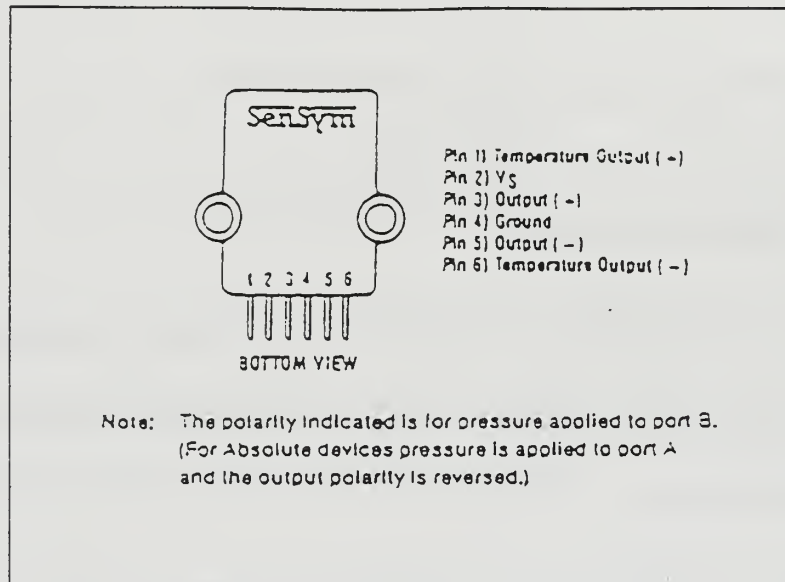 SenSym
Pin 1) Temperature Output (+)
Pin 2) VS
Pin 3) Output (+)
Pin 4) Ground
Pin 5) Output (−)
Pin 6) Temperature Output (−)
1 2 3 4 5 6
BOTTOM VIEW
Note: The polarity indicated is for pressure applied to port B.
(For Absolute devices pressure is applied to port A
and the output polarity is reversed.)